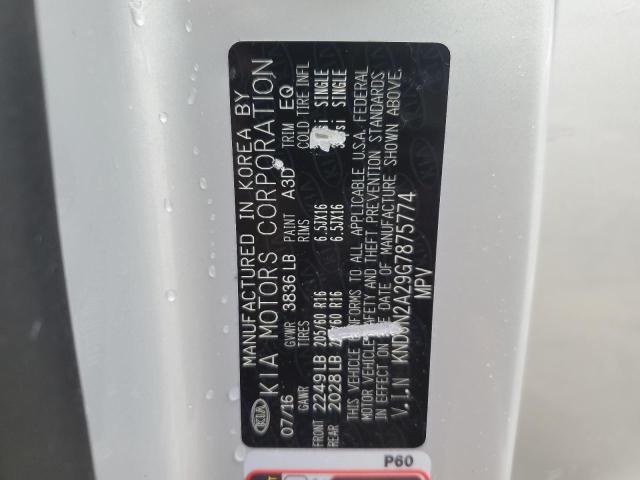 KIA
MANUFACTURED IN KOREA BY
KIA MOTORS CORPORATION
07/16 GVWR 3836 LB PAINT A3D TRIM EQ
GAWR TIRES RIMS COLD TIRE INFL
FRONT 2249LB 205/60 R16 6.5JX16 SINGLE
REAR 2028LB R16 6.5JX16 SINGLE
THIS VEHICLE CONFORMS TO ALL APPLICABLE U.S.A. FEDERAL
MOTOR VEHICLE SAFETY AND THEFT PREVENTION STANDARDS
IN EFFECT ON THE DATE OF MANUFACTURE SHOWN ABOVE.
V.I.N
MPV
P60